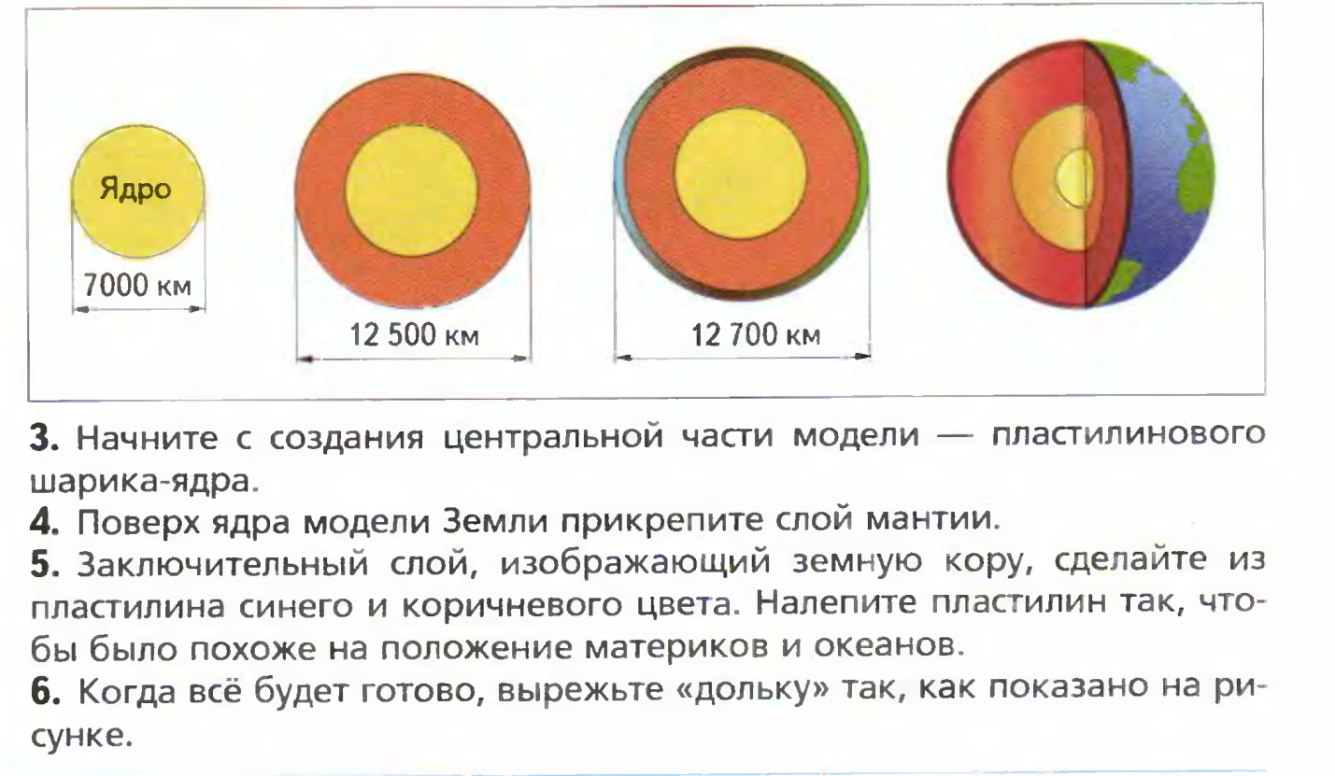 Ядро
7000 км
12 500 км
12 700 км
3. Начните с создания центральной части модели — пластилинового
шарика-ядра.
4. Поверх ядра модели Земли прикрепите слой мантии.
5. Заключительный слой, изображающий земную кору, сделайте из
пластилина синего и коричневого цвета. Налепите пластилин так, что-
бы было похоже на положение материков и океанов.
6. Когда всё будет готово, вырежьте «дольку» так, как показано на ри-
сунке.